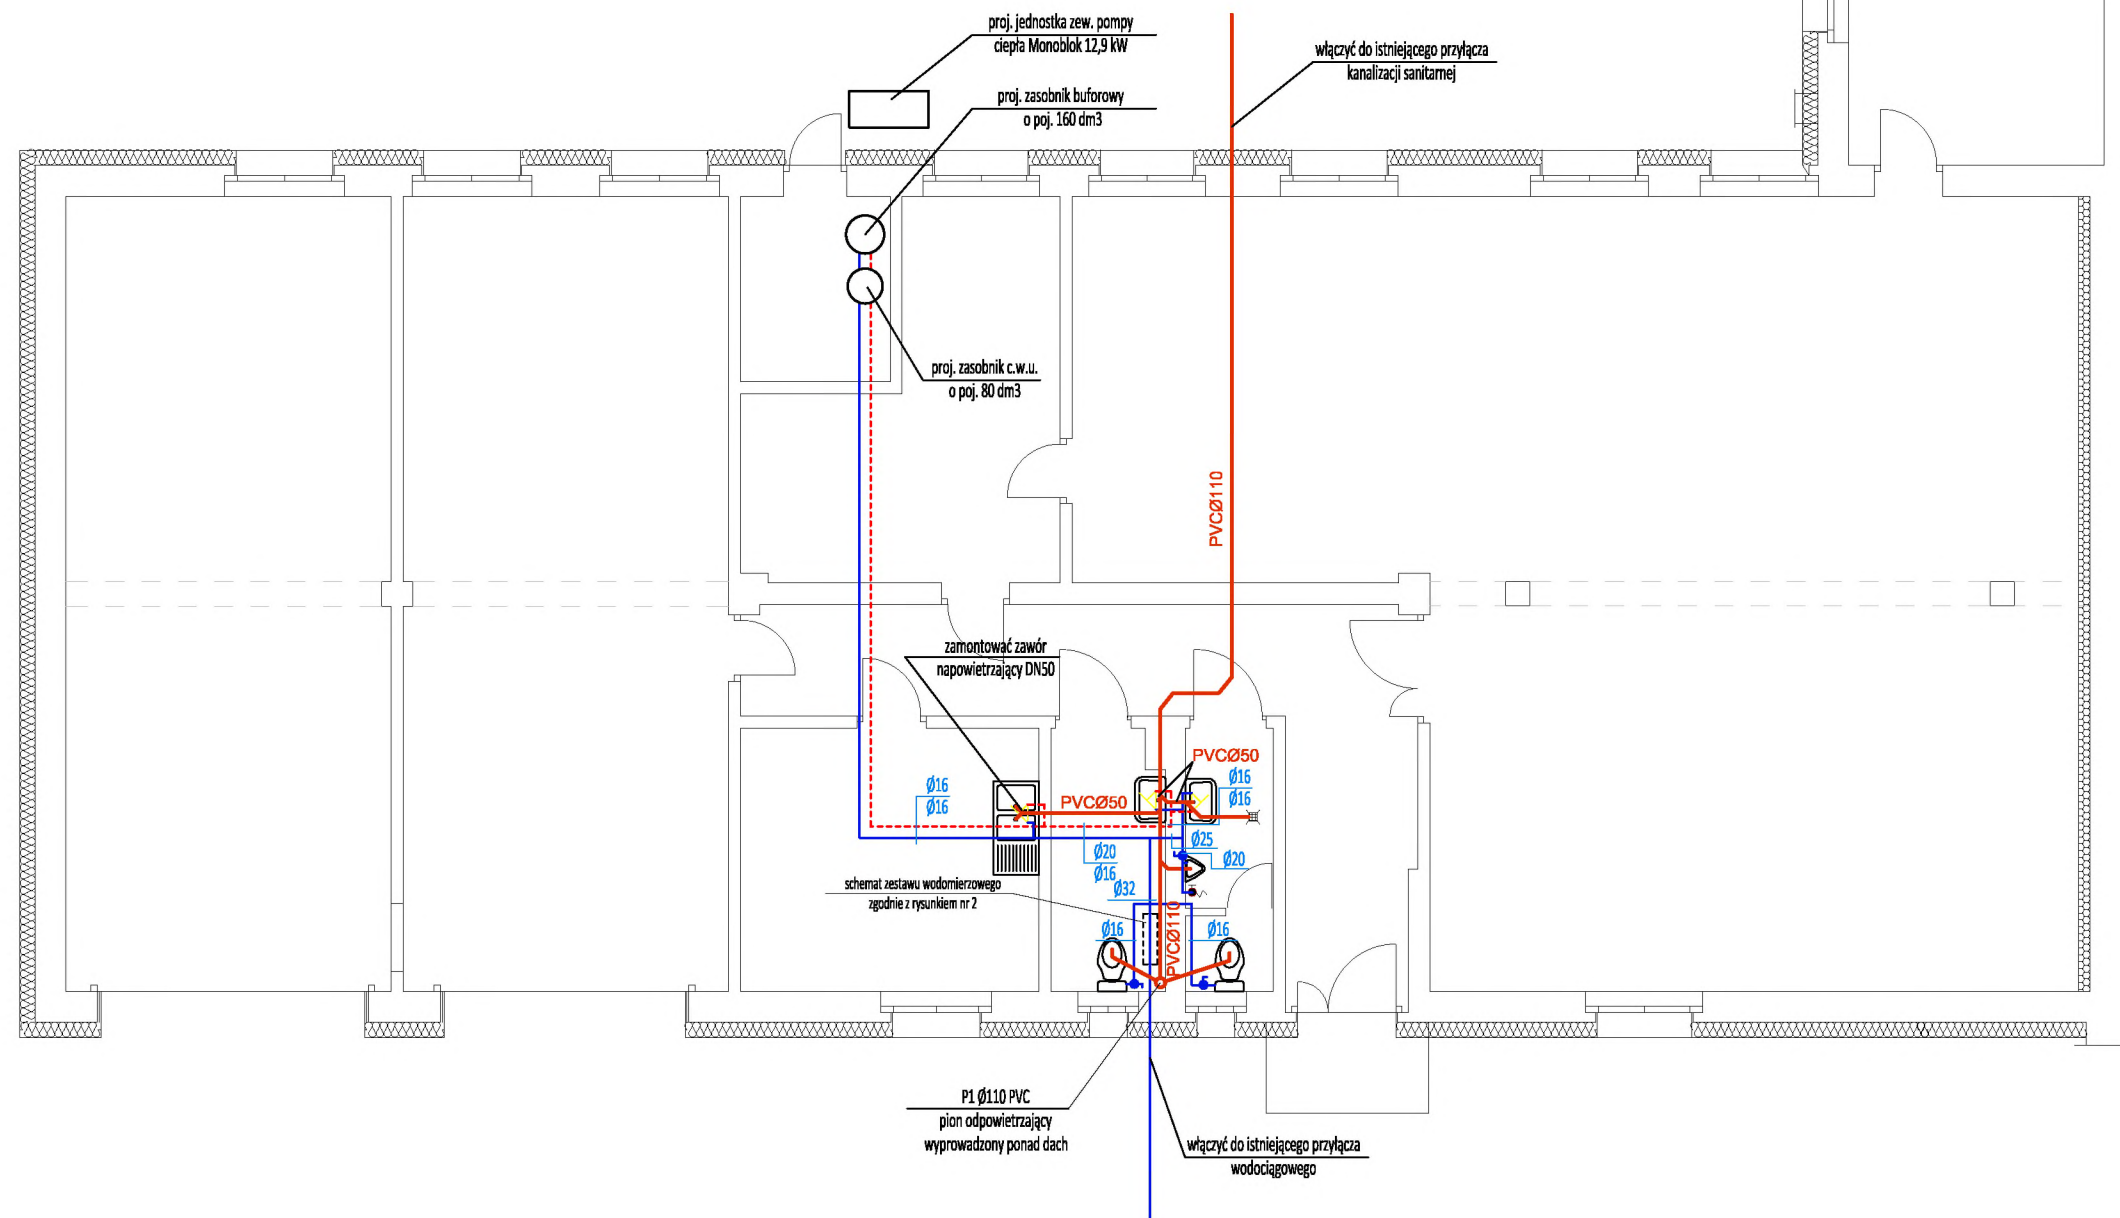 proj. jednostka zew. pompy
ciepła Monoblok 12,9 kW
włączyć do istniejącego przyłącza
kanalizacji sanitarnej
proj. zasobnik buforowy
o poj. 160 dm3
proj. zasobnik c.w.u.
o poj. 80 dm3
PVCØ110
zamontować zawór
napowietrzający DN50
PVCØ50
Ø16
Ø16
PVCØ50
Ø16
Ø16
Ø25
Ø20
Ø20
Ø16
Ø32
schemat zestawu wodomierzowego
zgodnie z rysunkiem nr 2
Ø16
PVCØ110
Ø16
P1 Ø110 PVC
pion odpowietrzający
wyprowadzony ponad dach
włączyć do istniejącego przyłącza
wodociągowego